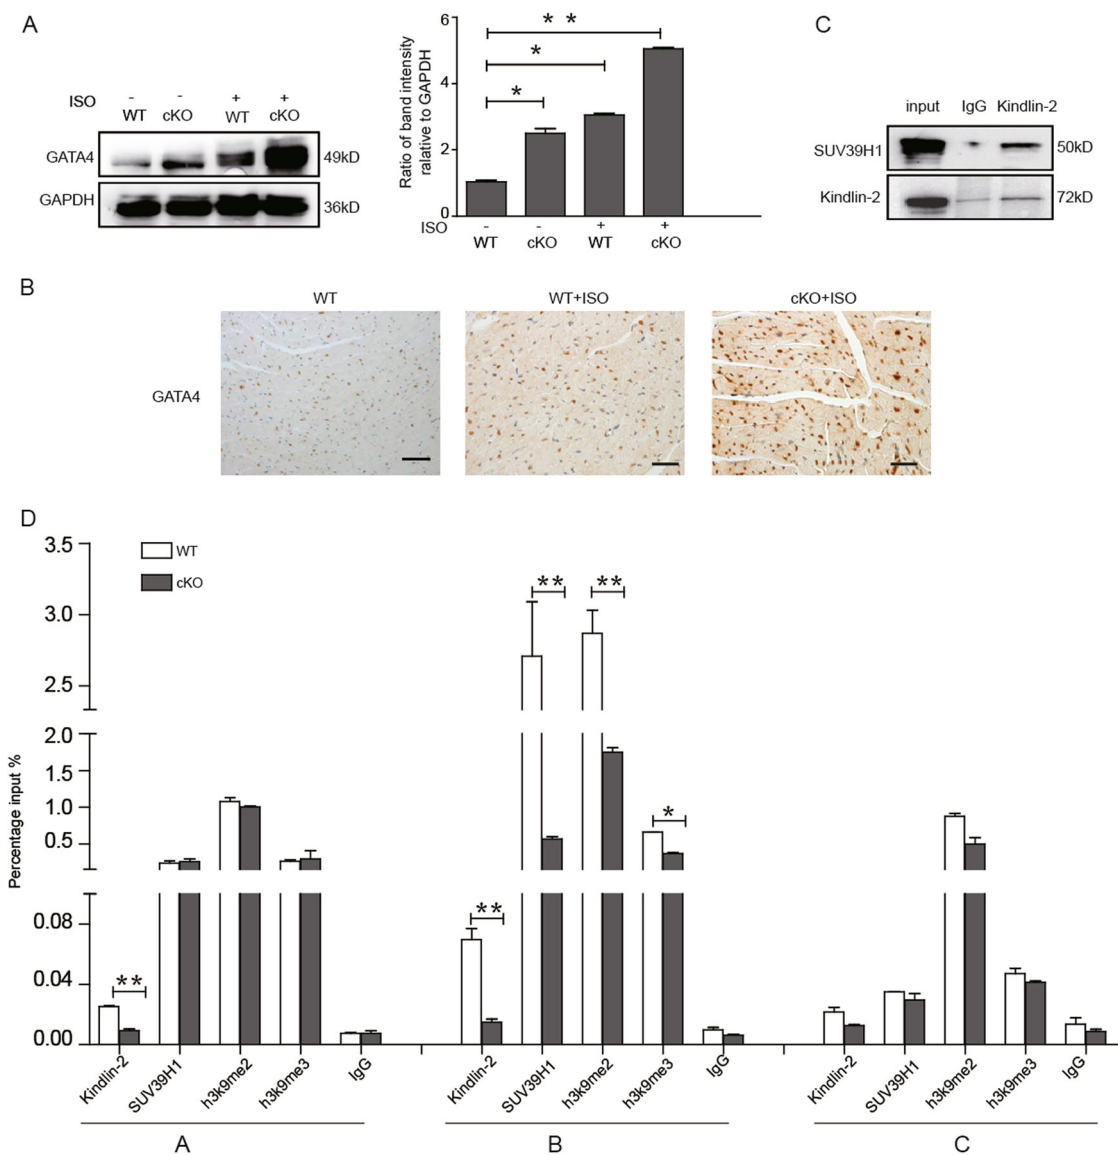 A
ISO
- - + +
WT cKO WT cKO
GATA4 49kD
GAPDH 36kD
Ratio of band intensity
ralative to GAPDH
6
4
2
0
* *
*
*
ISO - - + +
WT cKO WT cKO
C
input IgG Kindlin-2
SUV39H1 50kD
Kindlin-2 72kD
B
WT WT+ISO cKO+ISO
GATA4
D
WT
cKO
Percentage input %
3.5
3.0
2.5
2.0
1.5
1.0
0.5
0.08
0.04
0.00
**
**
**
**
*
Kindlin-2 SUV39H1 h3k9me2 h3k9me3 IgG
Kindlin-2 SUV39H1 h3k9me2 h3k9me3 IgG
Kindlin-2 SUV39H1 h3k9me2 h3k9me3 IgG
A B C